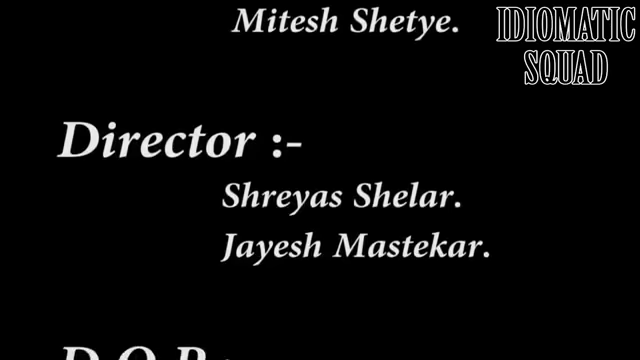 Mitesh Shetye.
IDIOMATIC
SQUAD
Director :-
Shreyas Shelar.
Jayesh Mastekar.
D.O.P :-